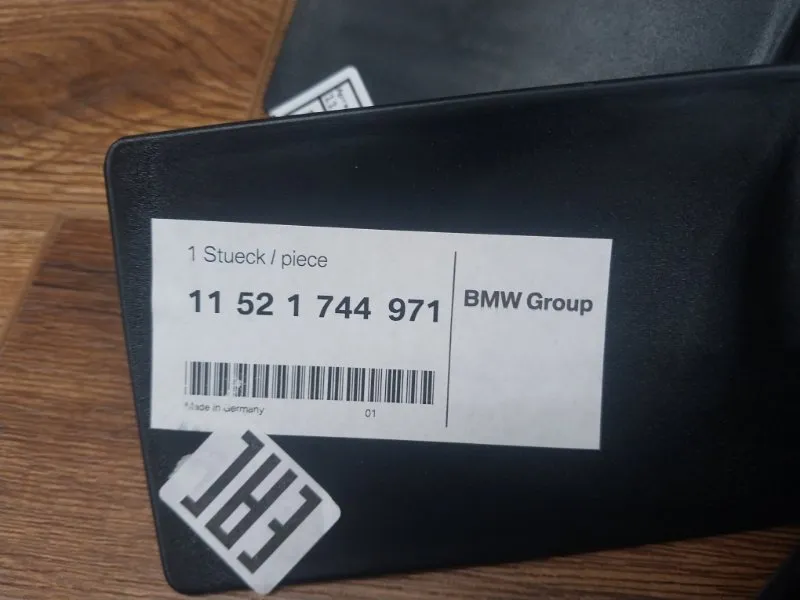 1 Stueck / piece
11 52 1 744 971
BMW Group
Made in Germany
01